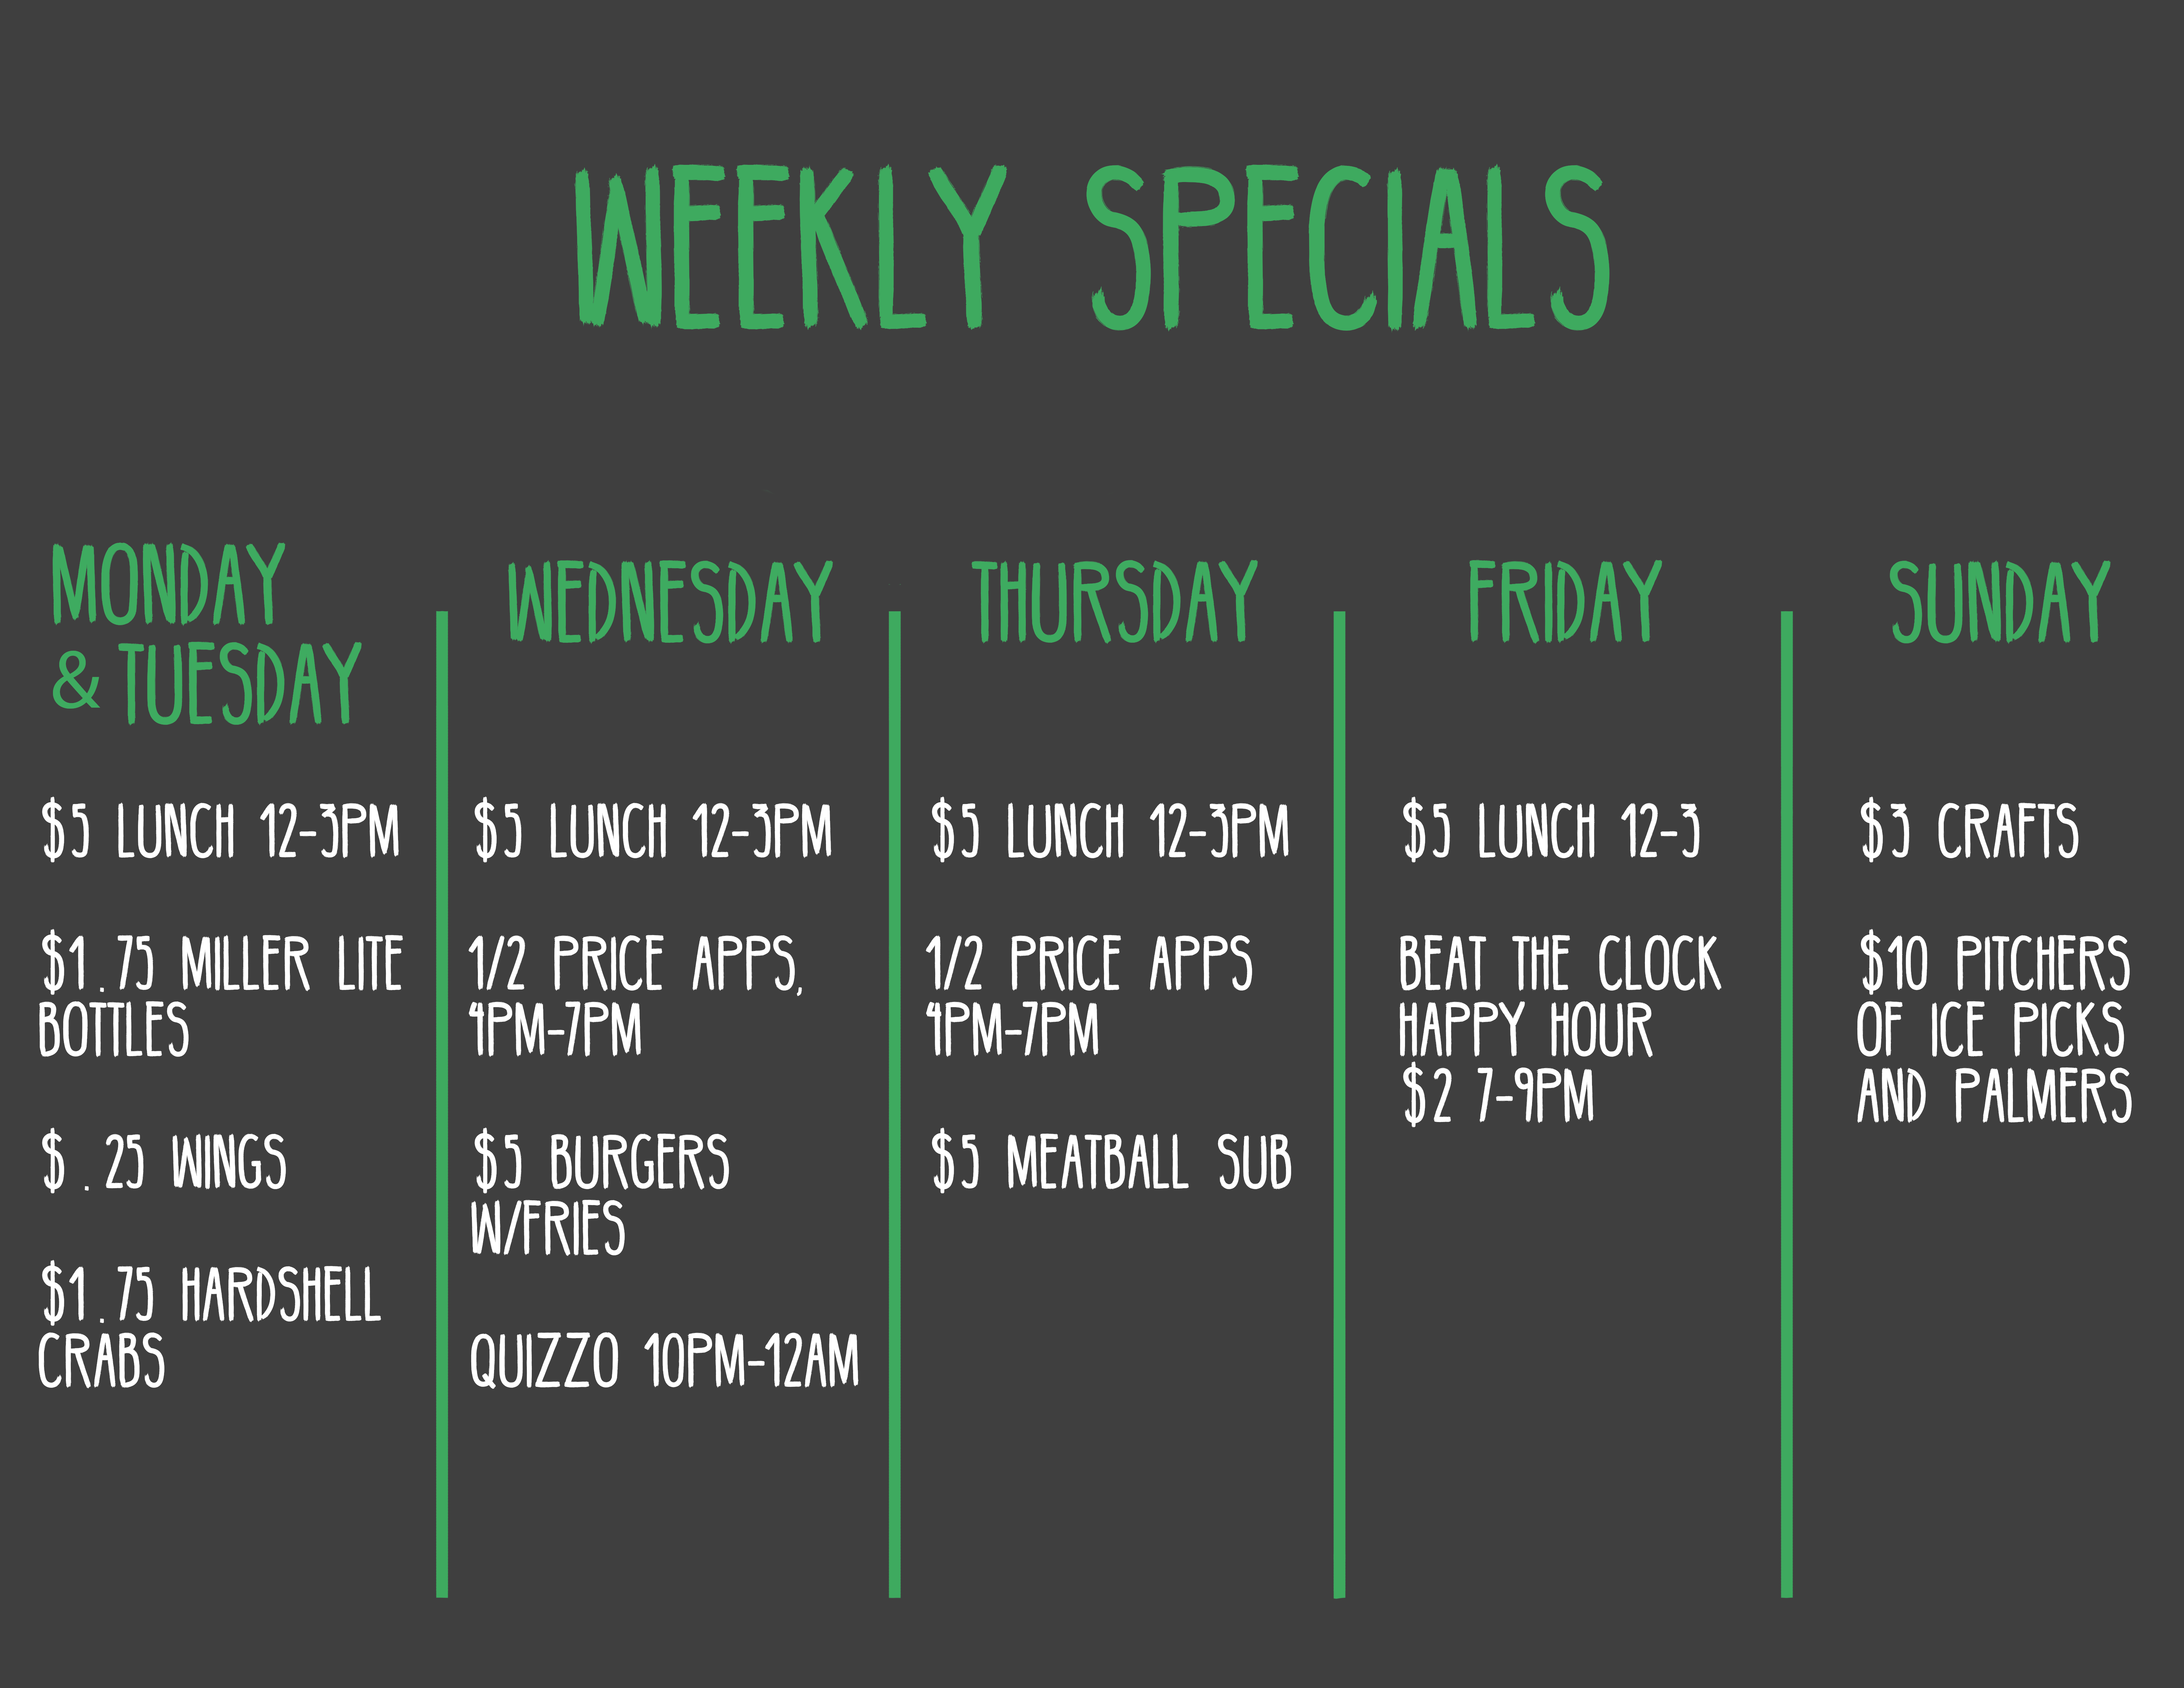 WEEKLY SPECIALS
MONDAY
& TUESDAY
$5 LUNCH 12-3PM
$1.75 MILLER LITE
BOTTLES
$.25 WINGS
$1.75 HARDSHELL
CRABS
WEDNESDAY
$5 LUNCH 12-3PM
1/2 PRICE APPS,
4PM-7PM
$5 BURGERS
W/FRIES
QUIZZO 10PM-12AM
THURSDAY
$5 LUNCH 12-3PM
1/2 PRICE APPS
4PM-7PM
$5 MEATBALL SUB
FRIDAY
$5 LUNCH 12-3
BEAT THE CLOCK
HAPPY HOUR
$2 7-9PM
SUNDAY
$3 CRAFTS
$10 PITCHERS
OF ICE PICKS
AND PALMERS